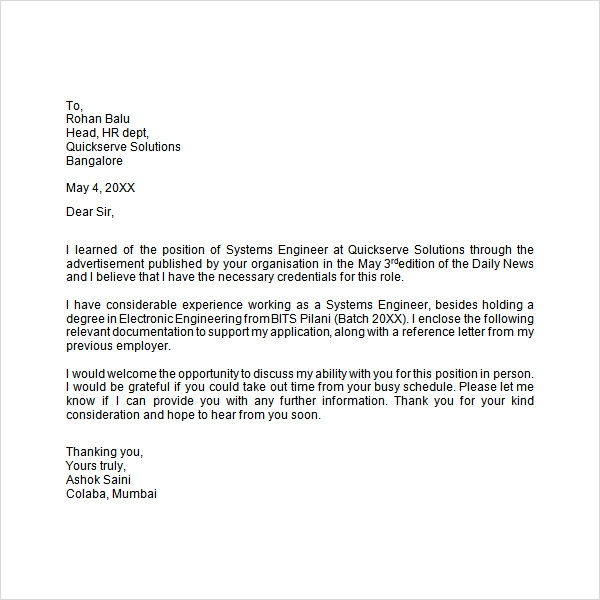 To,
Rohan Balu
Head, HR dept,
Quickserve Solutions
Bangalore
May 4, 20XX
Dear Sir,
I learned of the position of Systems Engineer at Quickserve Solutions through the
advertisement published by your organisation in the May 3rdedition of the Daily News
and I believe that I have the necessary credentials for this role.
I have considerable experience working as a Systems Engineer, besides holding a
degree in Electronic Engineering fromBITS Pilani (Batch 20XX). I enclose the following
relevant documentation to support my application, along with a reference letter from my
previous employer.
I would welcome the opportunity to discuss my ability with you for this position in person.
I would be grateful if you could take out time from your busy schedule. Please let me
know if I can provide you with any further information. Thank you for your kind
consideration and hope to hear from you soon.
Thanking you,
Yours truly,
Ashok Saini
Colaba, Mumbai